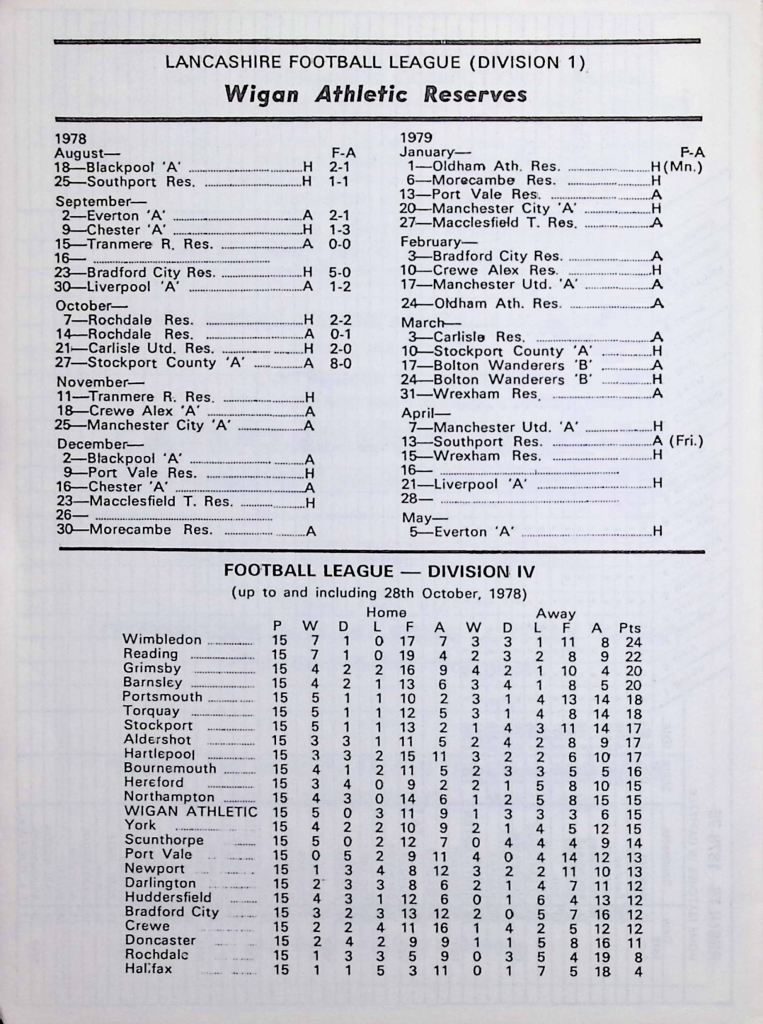 LANCASHIRE FOOTBALL LEAGUE (DIVISION 1)
Wigan Athletic Reserves
1978
August— F-A
18—Blackpool 'A' ........ H 2-1
25—Southport Res. ........ H 1-1
September—
2—Everton 'A' ........ A 2-1
9—Chester 'A' ........ H 1-3
15—Tranmere R. Res. ........ A 0-0
16— ........
23—Bradford City Res. ........ H 5-0
30—Liverpool 'A' ........ A 1-2
October—
7—Rochdale Res. ........ H 2-2
14—Rochdale Res. ........ A 0-1
21—Carlisle Utd. Res. ........ H 2-0
27—Stockport County 'A' ........ A 8-0
November—
11—Tranmere R. Res. ........ H
18—Crewe Alex 'A' ........ A
25—Manchester City 'A' ........ A
December—
2—Blackpool 'A' ........ A
9—Port Vale Res. ........ H
16—Chester 'A' ........ A
23—Macclesfield T. Res. ........ H
26— ........
30—Morecambe Res. ........ A
1979
January— F-A
1—Oldham Ath. Res. ........ H (Mn.)
6—Morecambe Res. ........ H
13—Port Vale Res. ........ A
20—Manchester City 'A' ........ H
27—Macclesfield T. Res. ........ A
February—
3—Bradford City Res. ........ A
10—Crewe Alex Res. ........ H
17—Manchester Utd. 'A' ........ A
24—Oldham Ath. Res. ........ A
March—
3—Carlisle Res. ........ A
10—Stockport County 'A' ........ H
17—Bolton Wanderers 'B' ........ A
24—Bolton Wanderers 'B' ........ H
31—Wrexham Res. ........ A
April—
7—Manchester Utd. 'A' ........ H
13—Southport Res. ........ A (Fri.)
15—Wrexham Res. ........ H
16— ........
21—Liverpool 'A' ........ H
28— ........
May—
5—Everton 'A' ........ H
FOOTBALL LEAGUE — DIVISION IV
(up to and including 28th October, 1978)
Home Away
P W D L F A W D L F A Pts
Wimbledon ........ 15 7 1 0 17 7 3 3 1 11 8 24
Reading ........ 15 7 1 0 19 4 2 3 2 8 9 22
Grimsby ........ 15 4 2 2 16 9 4 2 1 10 4 20
Barnsley ........ 15 4 2 1 13 6 3 4 1 8 5 20
Portsmouth ........ 15 5 1 1 10 2 3 1 4 13 14 18
Torquay ........ 15 5 1 1 12 5 3 1 4 8 14 18
Stockport ........ 15 5 1 1 13 2 1 4 3 11 14 17
Aldershot ........ 15 3 3 1 11 5 2 4 2 8 9 17
Hartlepool ........ 15 3 3 2 15 11 3 2 2 6 10 17
Bournemouth ........ 15 4 1 2 11 5 2 3 3 5 5 16
Hereford ........ 15 3 4 0 9 2 2 1 5 8 10 15
Northampton ........ 15 4 3 0 14 6 1 2 5 8 15 15
WIGAN ATHLETIC 15 5 0 3 11 9 1 3 3 3 6 15
York ........ 15 4 2 2 10 9 2 1 4 5 12 15
Scunthorpe ........ 15 5 0 2 12 7 0 4 4 4 9 14
Port Vale ........ 15 0 5 2 9 11 4 0 4 14 12 13
Newport ........ 15 1 3 4 8 12 3 2 2 11 10 13
Darlington ........ 15 2 3 3 8 6 2 1 4 7 11 12
Huddersfield ........ 15 4 3 1 12 6 0 1 6 4 13 12
Bradford City ........ 15 3 2 3 13 12 2 0 5 7 16 12
Crewe ........ 15 2 2 4 11 16 1 4 2 5 12 12
Doncaster ........ 15 2 4 2 9 9 1 1 5 8 16 11
Rochdale ........ 15 1 3 3 5 9 0 3 5 4 19 8
Halifax ........ 15 1 1 5 3 11 0 1 7 5 18 4